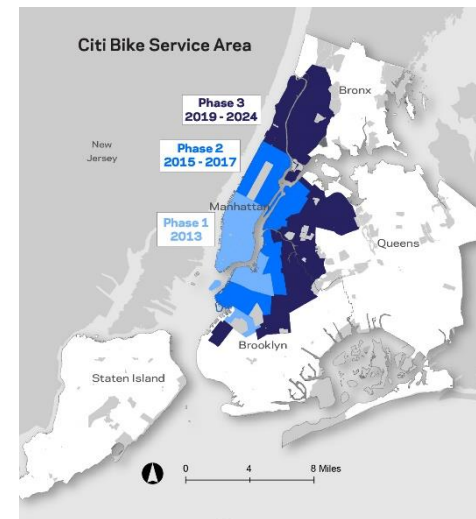 Citi Bike Service Area
Bronx
Phase 3
2019 - 2024
New
Jersey
Phase 2
2015 - 2017
Manhattan
Phase 1
2013
Queens
Brooklyn
Staten Island
0 4 8 Miles